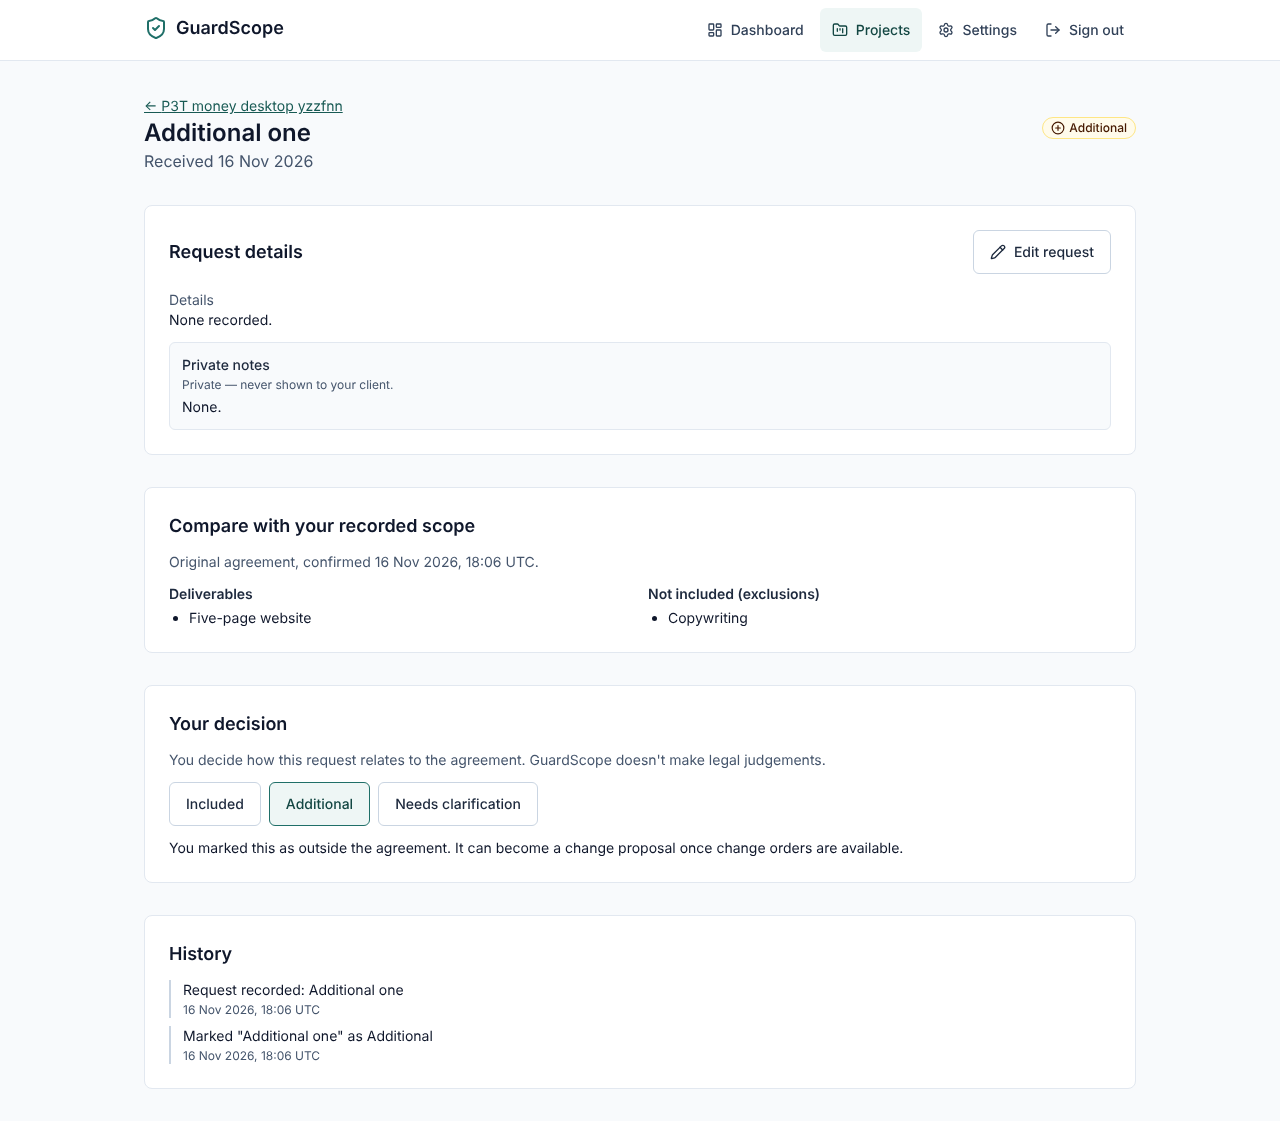 GuardScope
Dashboard
Projects
Settings
Sign out
← P3T money desktop yzzfnn
Additional one
Additional
Received 16 Nov 2026
Request details
Edit request
Details
None recorded.
Private notes
Private — never shown to your client.
None.
Compare with your recorded scope
Original agreement, confirmed 16 Nov 2026, 18:06 UTC.
Deliverables
• Five-page website
Not included (exclusions)
• Copywriting
Your decision
You decide how this request relates to the agreement. GuardScope doesn't make legal judgements.
Included
Additional
Needs clarification
You marked this as outside the agreement. It can become a change proposal once change orders are available.
History
Request recorded: Additional one
16 Nov 2026, 18:06 UTC
Marked "Additional one" as Additional
16 Nov 2026, 18:06 UTC